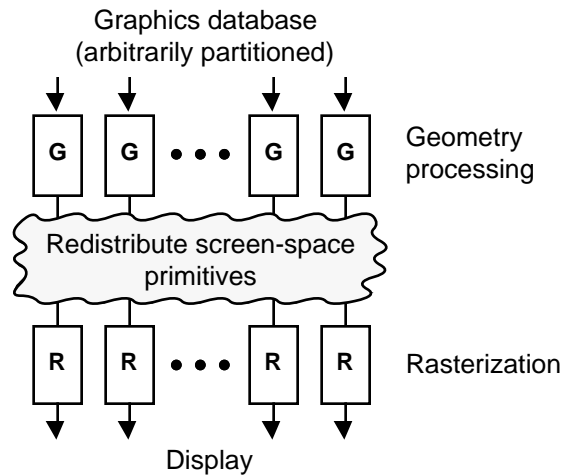 Graphics database
(arbitrarily partitioned)
G G G G
Geometry
processing
Redistribute screen-space
primitives
R R R R
Rasterization
Display